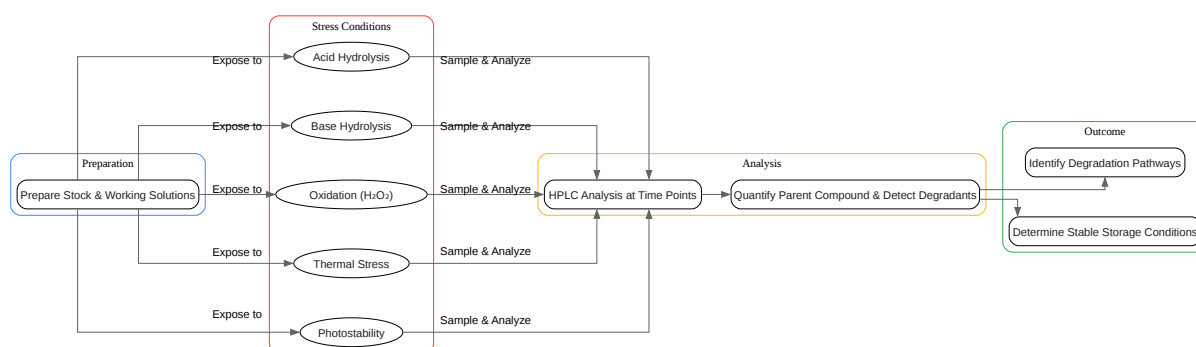 Stress Conditions
Expose to
Acid Hydrolysis
Sample & Analyze
Expose to
Base Hydrolysis
Sample & Analyze
Outcome
Preparation
Analysis
Identify Degradation Pathways
Prepare Stock & Working Solutions
Expose to
Oxidation (H₂O₂)
Sample & Analyze
HPLC Analysis at Time Points
Quantify Parent Compound & Detect Degradants
Determine Stable Storage Conditions
Expose to
Thermal Stress
Sample & Analyze
Expose to
Photostability
Sample & Analyze